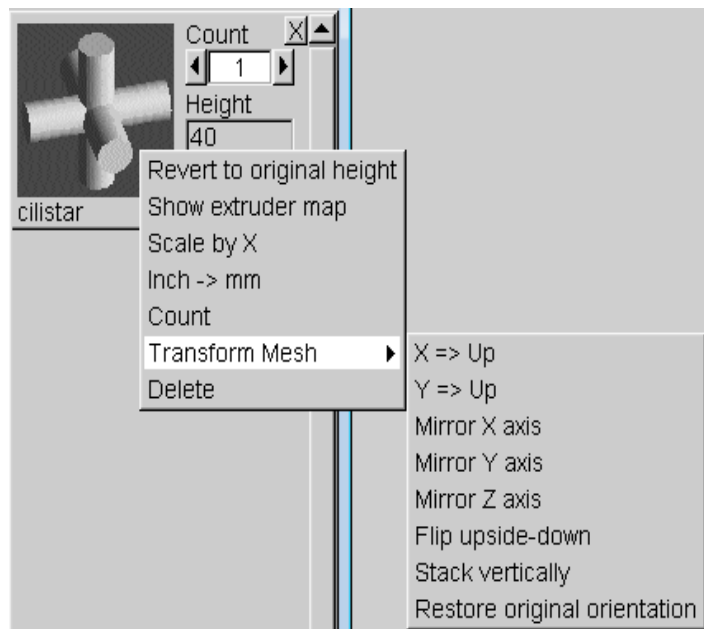 Count X
1
Height
40
cilistar
Revert to original height
Show extruder map
Scale by X
Inch -> mm
Count
Transform Mesh
Delete
X => Up
Y => Up
Mirror X axis
Mirror Y axis
Mirror Z axis
Flip upside-down
Stack vertically
Restore original orientation